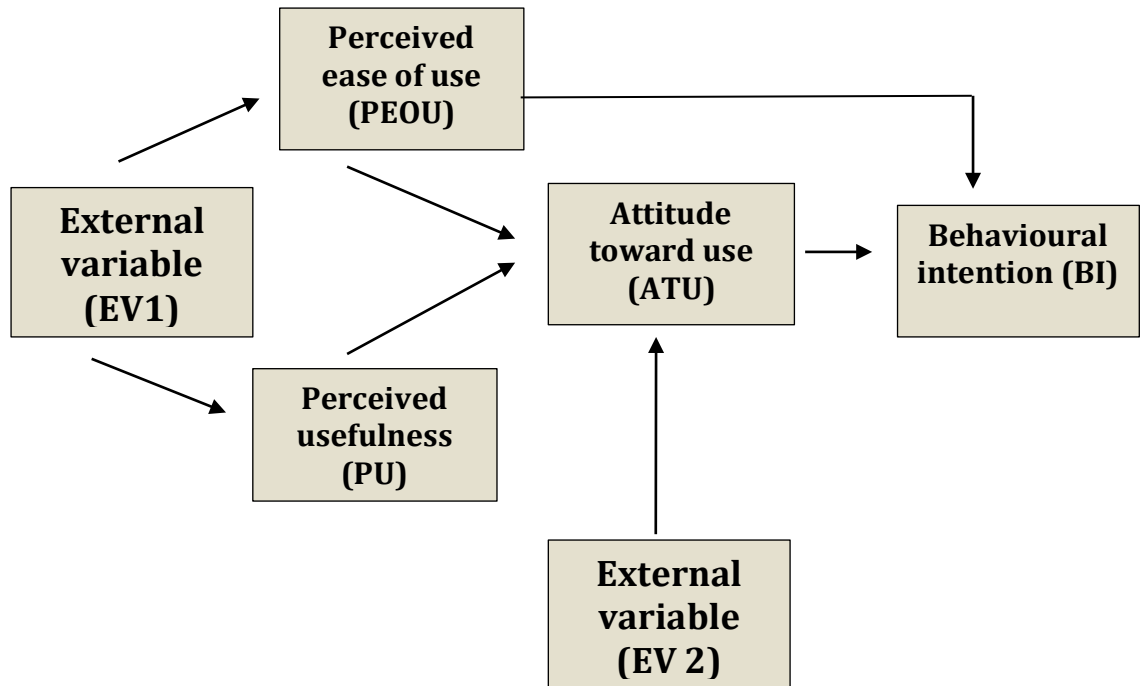 Perceived
ease of use
(PEOU)
External
variable
(EV1)
Attitude
toward use
(ATU)
Behavioural
intention (BI)
Perceived
usefulness
(PU)
External
variable
(EV 2)